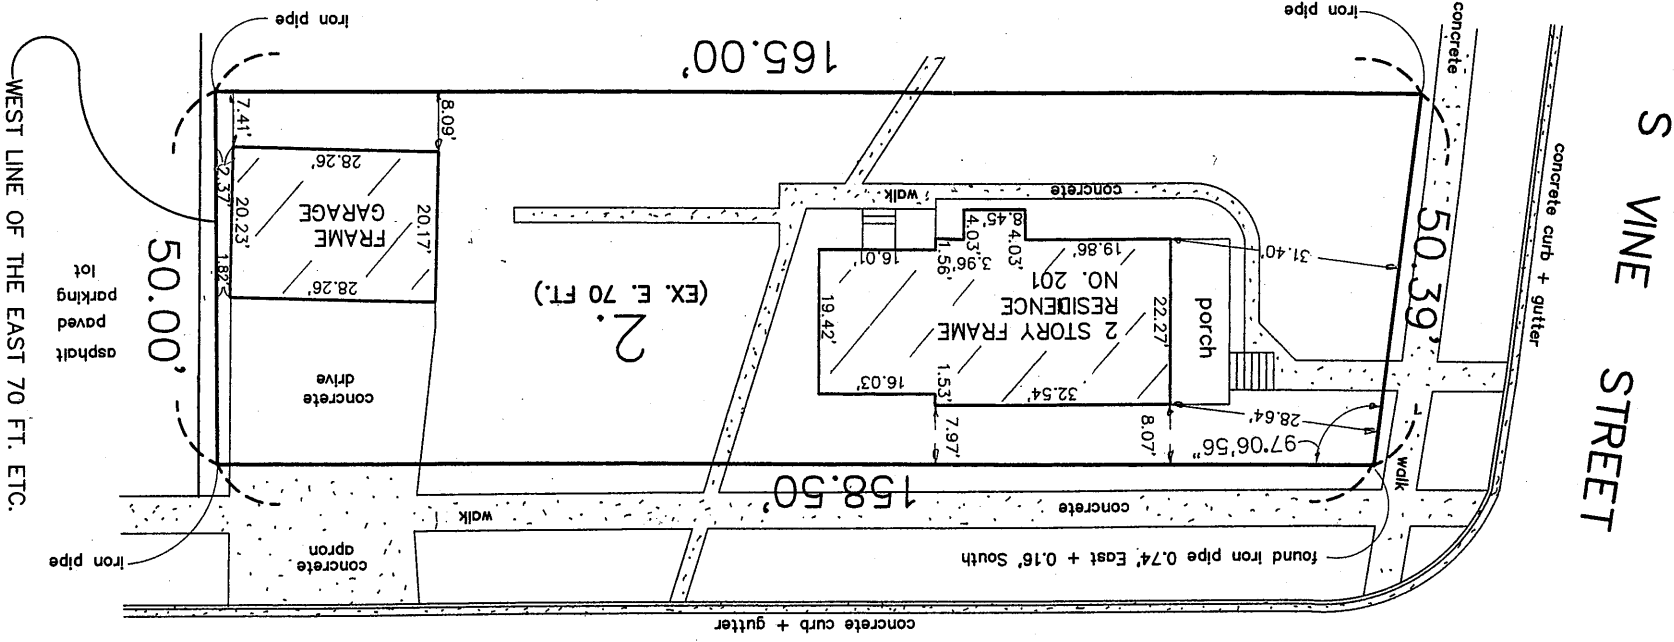 iron pipe
iron pipe
concrete
165.00'
S VINE STREET
concrete curb + gutter
WEST LINE OF THE EAST 70 FT. ETC.
7.41'
8.09'
28.26'
2.37'
20.23'
FRAME
GARAGE
20.17'
1.82'
28.26'
50.00'
asphalt
paved
parking
lot
concrete
drive
2.
(EX. E. 70 FT.)
walk
concrete
16.01'
1.56'
4.03'
8.45'
4.03'
3.96'
19.86'
19.42'
2 STORY FRAME
RESIDENCE
NO. 201
22.27'
porch
31.40'
50.39'
16.03'
1.53'
32.54'
7.97'
8.07'
28.64'
97°06'56"
158.50'
walk
walk
concrete
concrete
apron
iron pipe
found iron pipe 0.74' East + 0.16' South
concrete curb + gutter